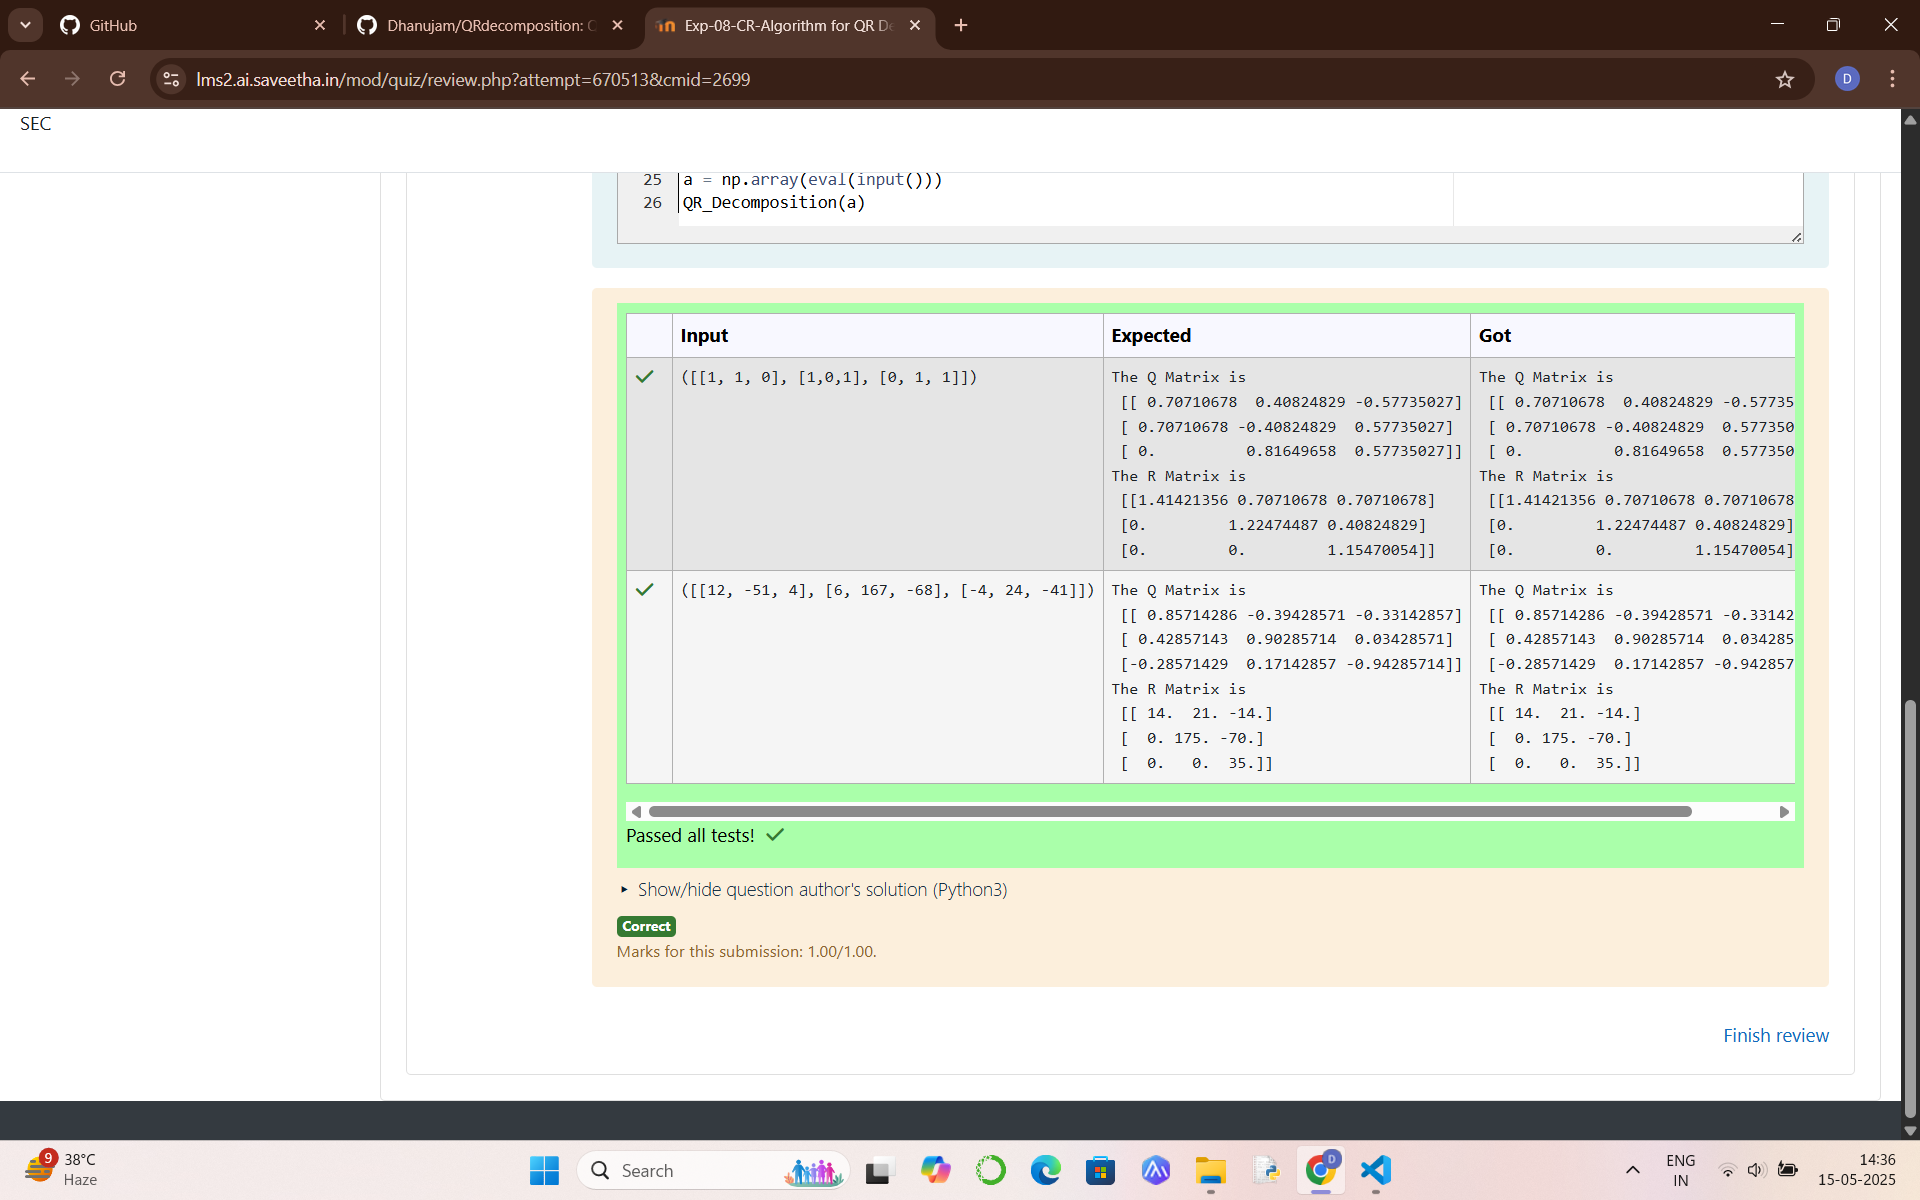 GitHub
Dhanujam/QRdecomposition: C
Exp-08-CR-Algorithm for QR De
lms2.ai.saveetha.in/mod/quiz/review.php?attempt=670513&cmid=2699
D
SEC
25 a = np.array(eval(input()))
26 QR_Decomposition(a)
Input Expected Got
([[1, 1, 0], [1,0,1], [0, 1, 1]])
The Q Matrix is
[[ 0.70710678  0.40824829 -0.57735027]
[ 0.70710678 -0.40824829  0.57735027]
[ 0.          0.81649658  0.57735027]]
The R Matrix is
[[1.41421356 0.70710678 0.70710678]
[0.         1.22474487 0.40824829]
[0.         0.         1.15470054]]
The Q Matrix is
[[ 0.70710678  0.40824829 -0.57735
[ 0.70710678 -0.40824829  0.577350
[ 0.          0.81649658  0.577350
The R Matrix is
[[1.41421356 0.70710678 0.70710678
[0.         1.22474487 0.40824829]
[0.         0.         1.15470054]
([[12, -51, 4], [6, 167, -68], [-4, 24, -41]])
The Q Matrix is
[[ 0.85714286 -0.39428571 -0.33142857]
[ 0.42857143  0.90285714  0.03428571]
[-0.28571429  0.17142857 -0.94285714]]
The R Matrix is
[[ 14.  21. -14.]
[  0. 175. -70.]
[  0.   0.  35.]]
The Q Matrix is
[[ 0.85714286 -0.39428571 -0.33142
[ 0.42857143  0.90285714  0.034285
[-0.28571429  0.17142857 -0.942857
The R Matrix is
[[ 14.  21. -14.]
[  0. 175. -70.]
[  0.   0.  35.]]
Passed all tests!
Show/hide question author's solution (Python3)
Correct
Marks for this submission: 1.00/1.00.
Finish review
9
38°C
Haze
Search
D
ENG
IN
14:36
15-05-2025